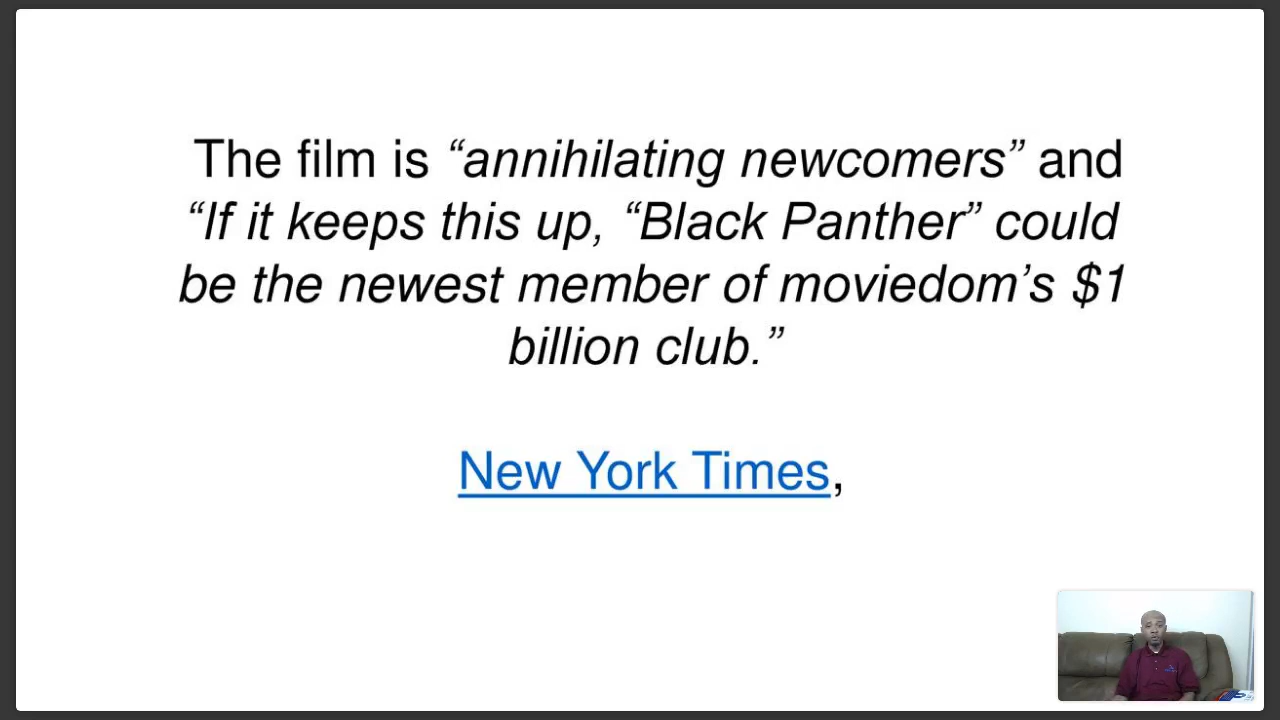 The film is “annihilating newcomers” and
“If it keeps this up, “Black Panther” could
be the newest member of moviedom’s $1
billion club.”
New York Times,